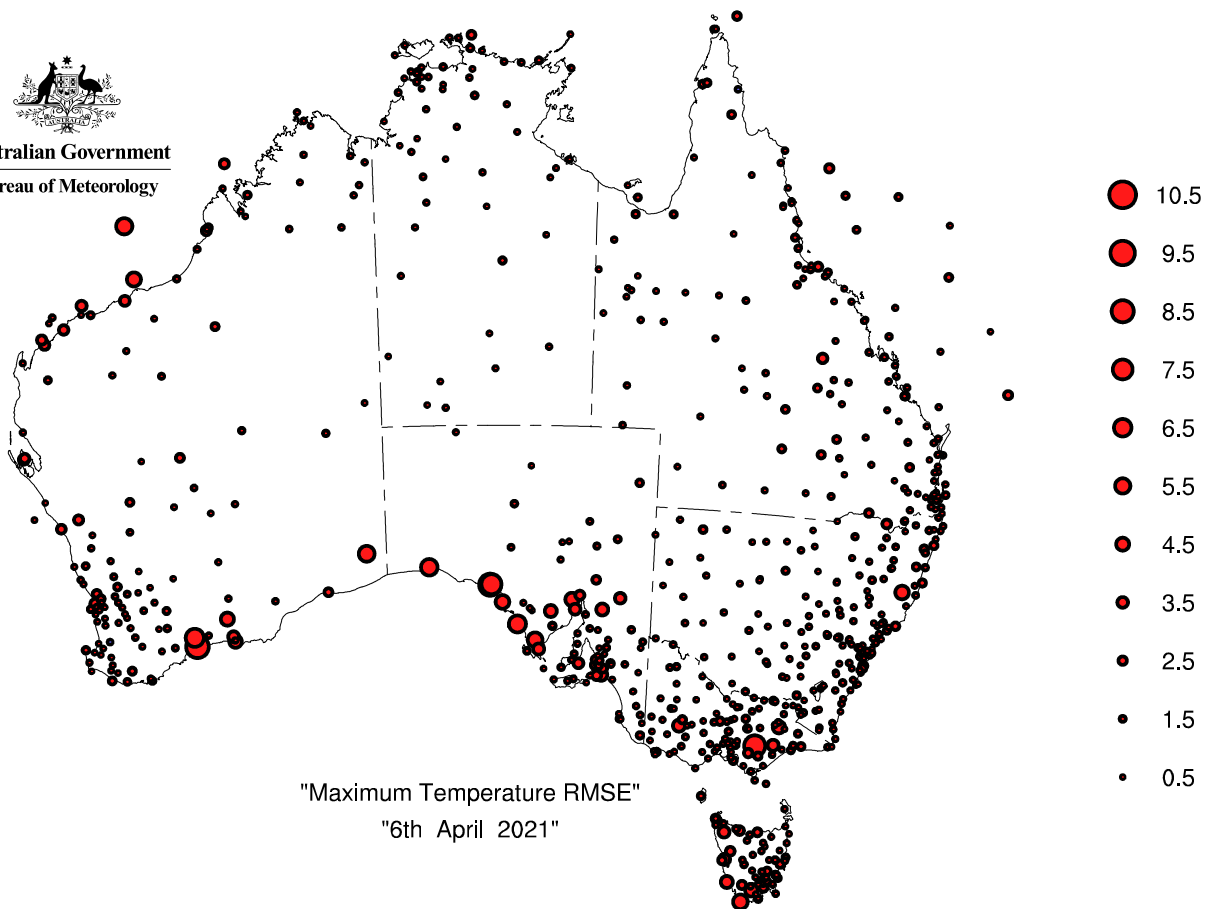 AUSTRALIA
tralian Government
reau of Meteorology
10.5
9.5
8.5
7.5
6.5
5.5
4.5
3.5
2.5
1.5
0.5
"Maximum Temperature RMSE"
"6th April 2021"